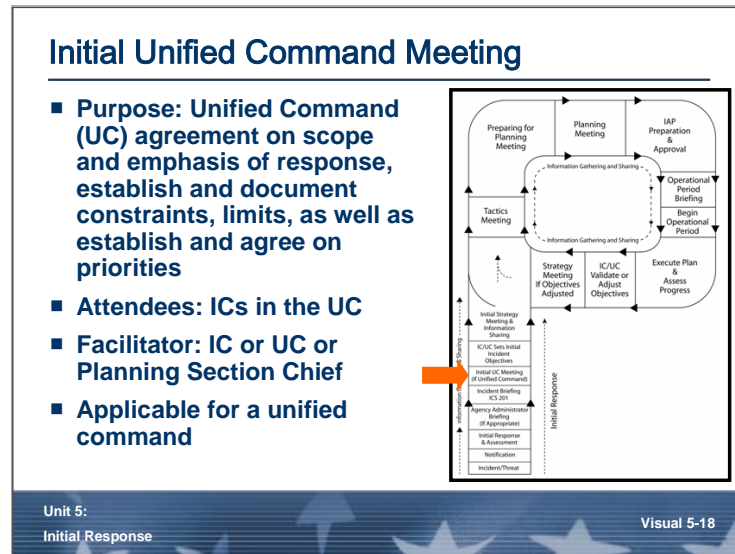 Initial Unified Command Meeting
Purpose: Unified Command
(UC) agreement on scope
and emphasis of response,
establish and document
constraints, limits, as well as
establish and agree on
priorities
Attendees: ICs in the UC
Facilitator: IC or UC or
Planning Section Chief
Applicable for a unified
command
Preparing for
Planning
Meeting
Planning
Meeting
IAP
Preparation
&
Approval
Information Gathering and Sharing
Operational
Period
Briefing
Begin
Operational
Period
Tactics
Meeting
Information Gathering and Sharing
Strategy
Meeting
If Objectives
Adjusted
IC/UC
Validate or
Adjust
Objectives
Execute Plan
&
Assess
Progress
Initial Strategy
Meeting &
Information
Sharing
IC/UC Sets Initial
Incident
Objectives
Initial UC Meeting
(If Unified Command)
Incident Briefing
ICS 201
Agency Administrator
Briefing
(If Appropriate)
Initial Response
& Assessment
Notification
Incident/Threat
Sharing
Initial Response
Unit 5:
Initial Response
Visual 5-18